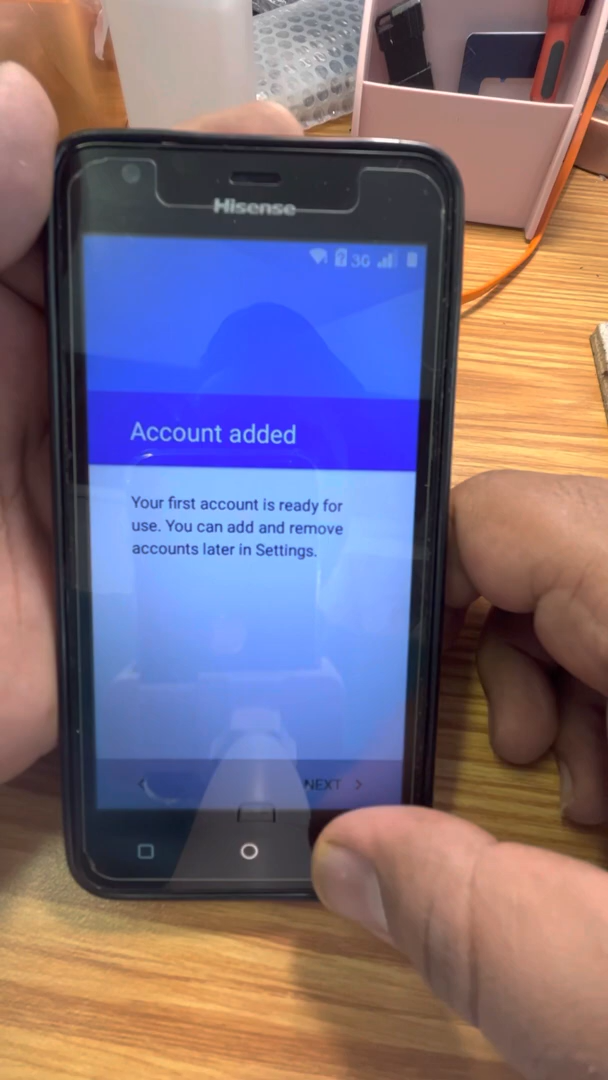 Hisense
3G
Account added
Your first account is ready for
use. You can add and remove
accounts later in Settings.
NEXT